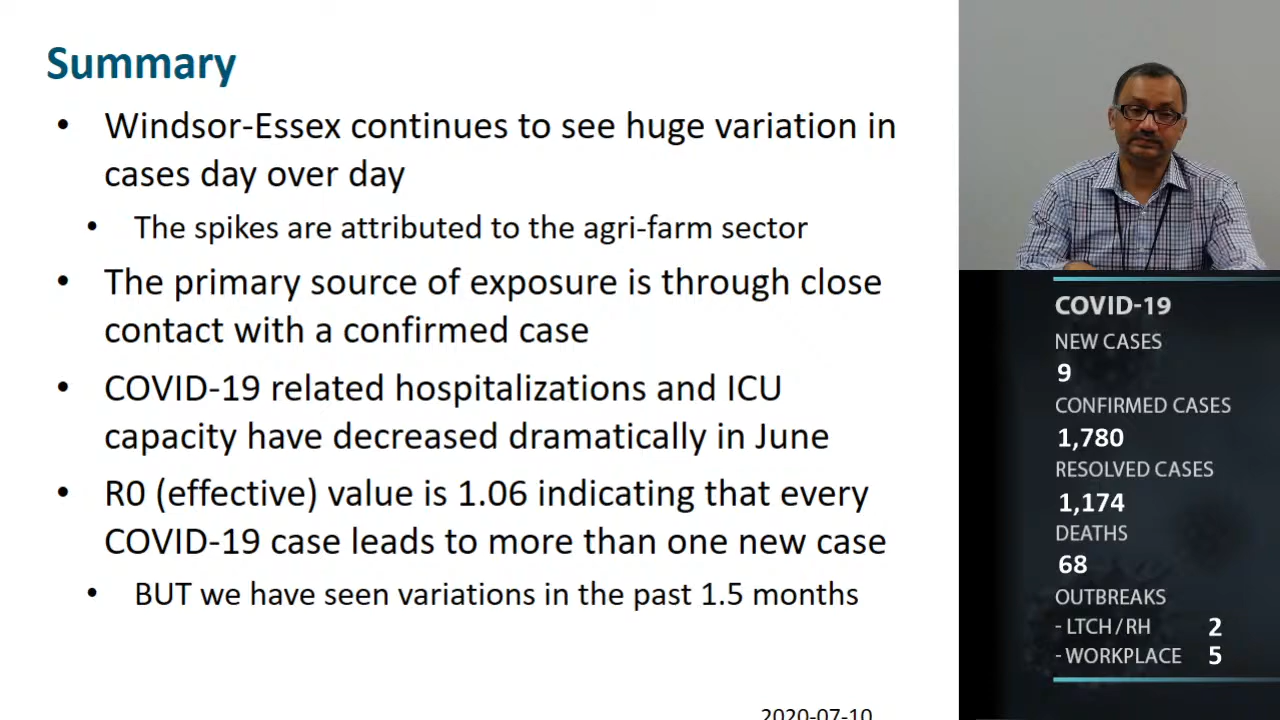 Summary
• Windsor-Essex continues to see huge variation in
cases day over day
• The spikes are attributed to the agri-farm sector
• The primary source of exposure is through close
contact with a confirmed case
• COVID-19 related hospitalizations and ICU
capacity have decreased dramatically in June
• R0 (effective) value is 1.06 indicating that every
COVID-19 case leads to more than one new case
• BUT we have seen variations in the past 1.5 months
2020-07-10
COVID-19
NEW CASES
9
CONFIRMED CASES
1,780
RESOLVED CASES
1,174
DEATHS
68
OUTBREAKS
- LTCH / RH 2
- WORKPLACE 5